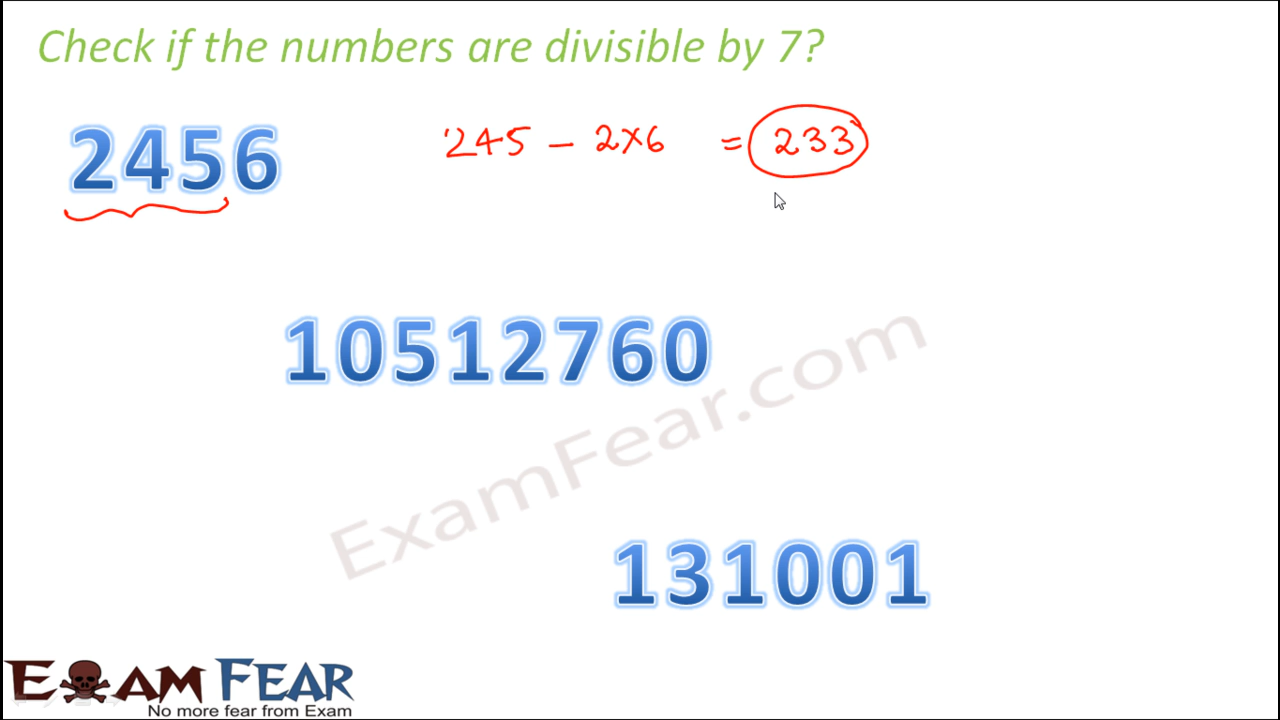 Check if the numbers are divisible by 7?
2456
245 - 2×6 = 233
10512760
ExamFear.com
131001
EXAM FEAR
No more fear from Exam